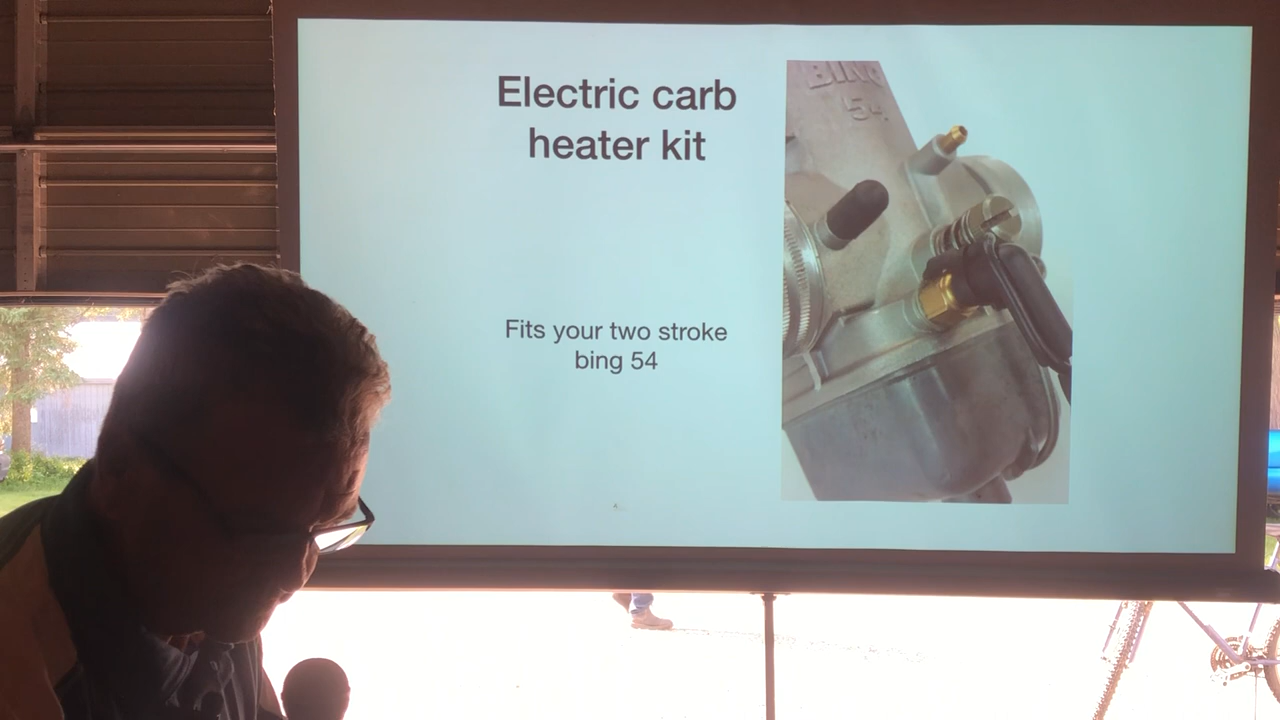 Electric carb
heater kit
BING
54
Fits your two stroke
bing 54